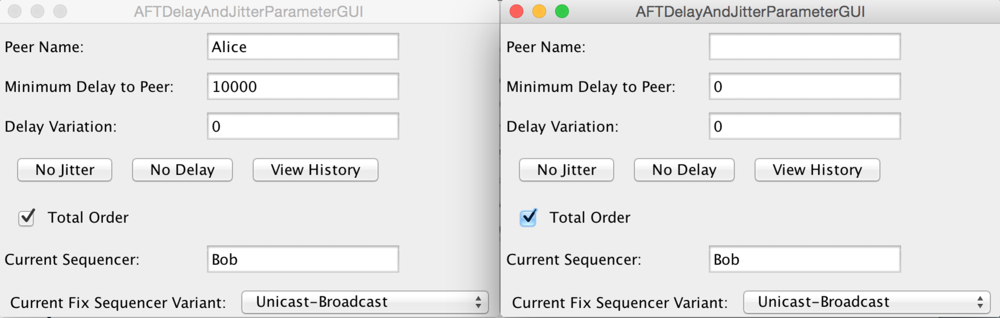 AFTDelayAndJitterParameterGUI
Peer Name: Alice
Minimum Delay to Peer: 10000
Delay Variation: 0
No Jitter No Delay View History
Total Order
Current Sequencer: Bob
Current Fix Sequencer Variant: Unicast-Broadcast
AFTDelayAndJitterParameterGUI
Peer Name:
Minimum Delay to Peer: 0
Delay Variation: 0
No Jitter No Delay View History
Total Order
Current Sequencer: Bob
Current Fix Sequencer Variant: Unicast-Broadcast